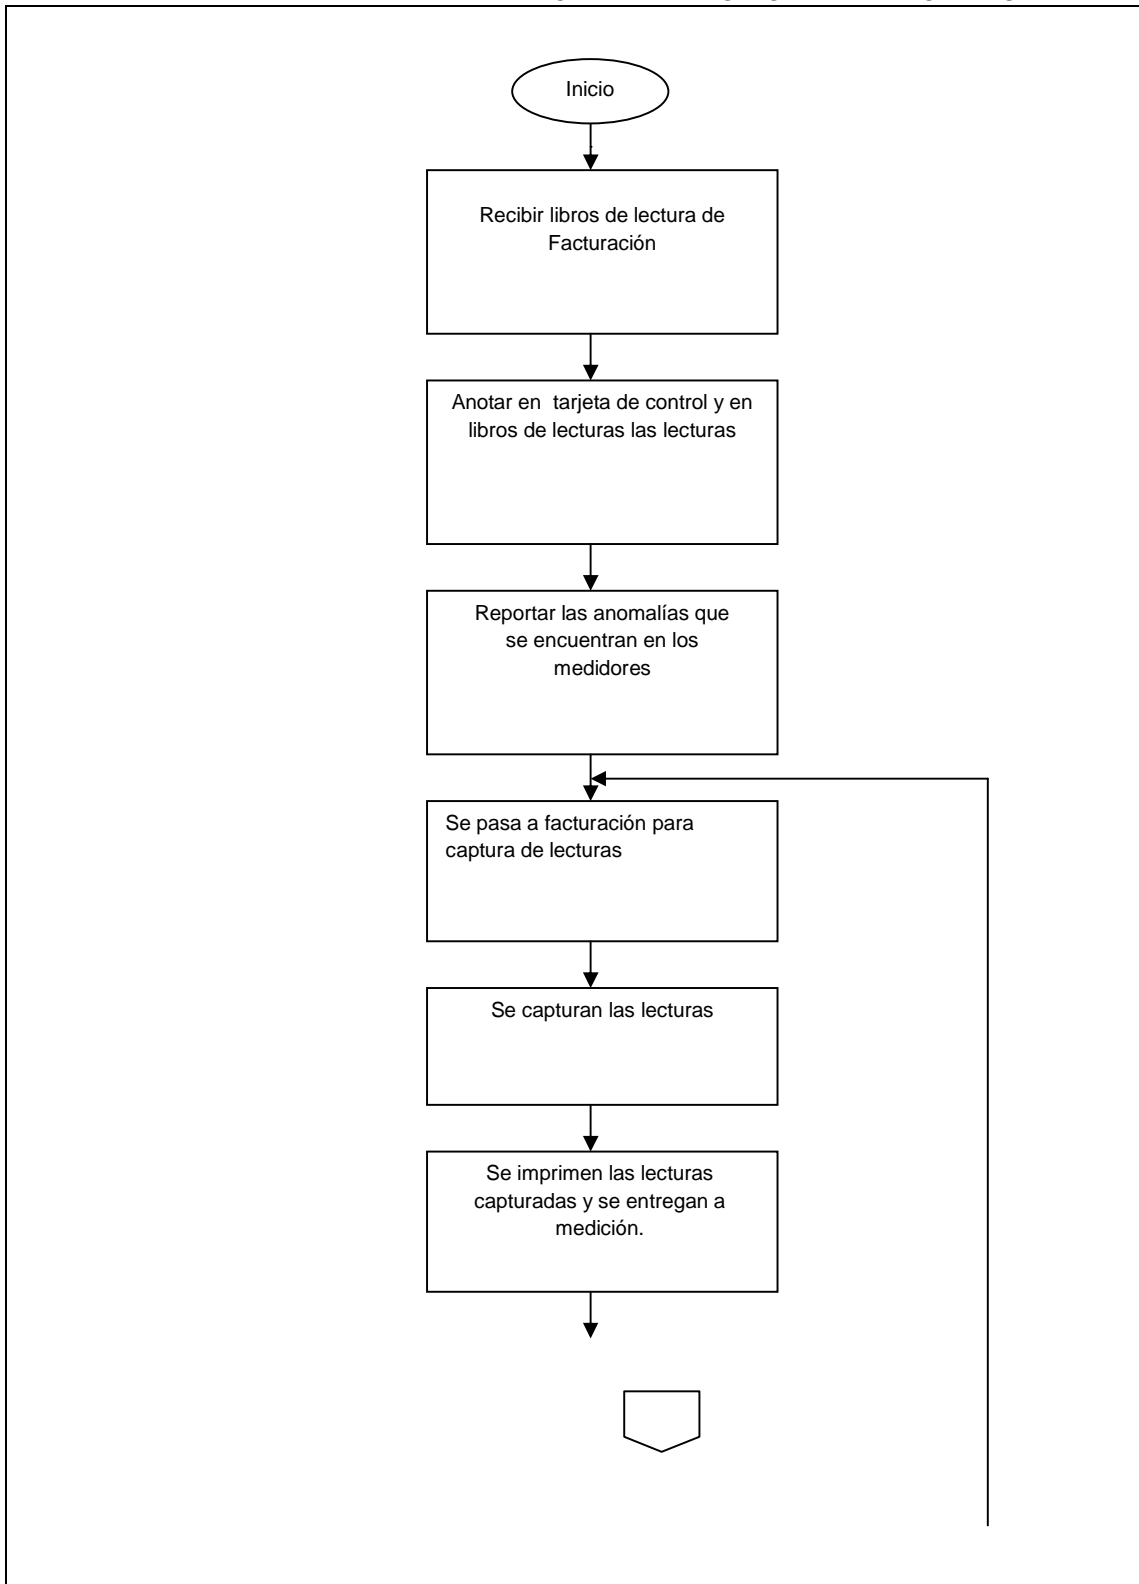 Inicio
Recibir libros de lectura de
Facturación
Anotar en  tarjeta de control y en
libros de lecturas las lecturas
Reportar las anomalías que
se encuentran en los
medidores
Se pasa a facturación para
captura de lecturas
Se capturan las lecturas
Se imprimen las lecturas
capturadas y se entregan a
medición.